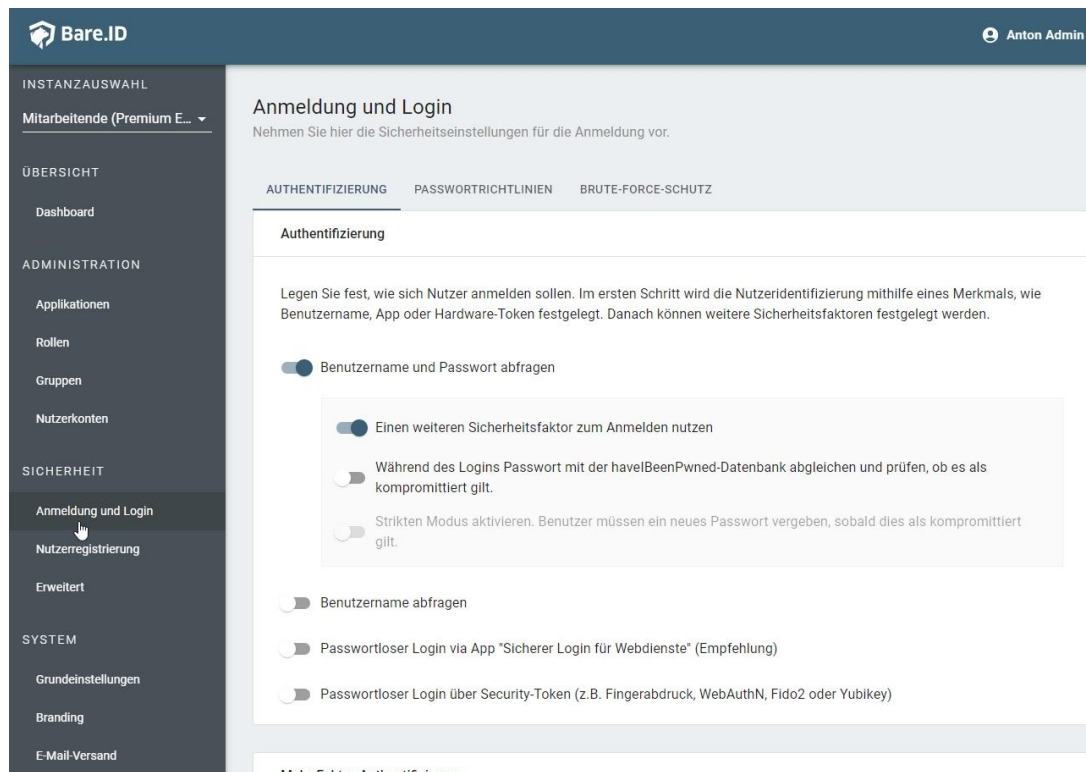 Bare.ID
Anton Admin
INSTANZAUSWAHL
Mitarbeitende (Premium E...
ÜBERSICHT
Dashboard
ADMINISTRATION
Applikationen
Rollen
Gruppen
Nutzerkonten
SICHERHEIT
Anmeldung und Login
Nutzerregistrierung
Erweitert
SYSTEM
Grundeinstellungen
Branding
E-Mail-Versand
Anmeldung und Login
Nehmen Sie hier die Sicherheitseinstellungen für die Anmeldung vor.
AUTHENTIFIZIERUNG PASSWORTRICHTLINIEN BRUTE-FORCE-SCHUTZ
Authentifizierung
Legen Sie fest, wie sich Nutzer anmelden sollen. Im ersten Schritt wird die Nutzeridentifizierung mithilfe eines Merkmals, wie
Benutzername, App oder Hardware-Token festgelegt. Danach können weitere Sicherheitsfaktoren festgelegt werden.
Benutzername und Passwort abfragen
Einen weiteren Sicherheitsfaktor zum Anmelden nutzen
Während des Logins Passwort mit der haveIBeenPwned-Datenbank abgleichen und prüfen, ob es als
kompromittiert gilt.
Strikten Modus aktivieren. Benutzer müssen ein neues Passwort vergeben, sobald dies als kompromittiert
gilt.
Benutzername abfragen
Passwortloser Login via App "Sicherer Login für Webdienste" (Empfehlung)
Passwortloser Login über Security-Token (z.B. Fingerabdruck, WebAuthN, Fido2 oder Yubikey)